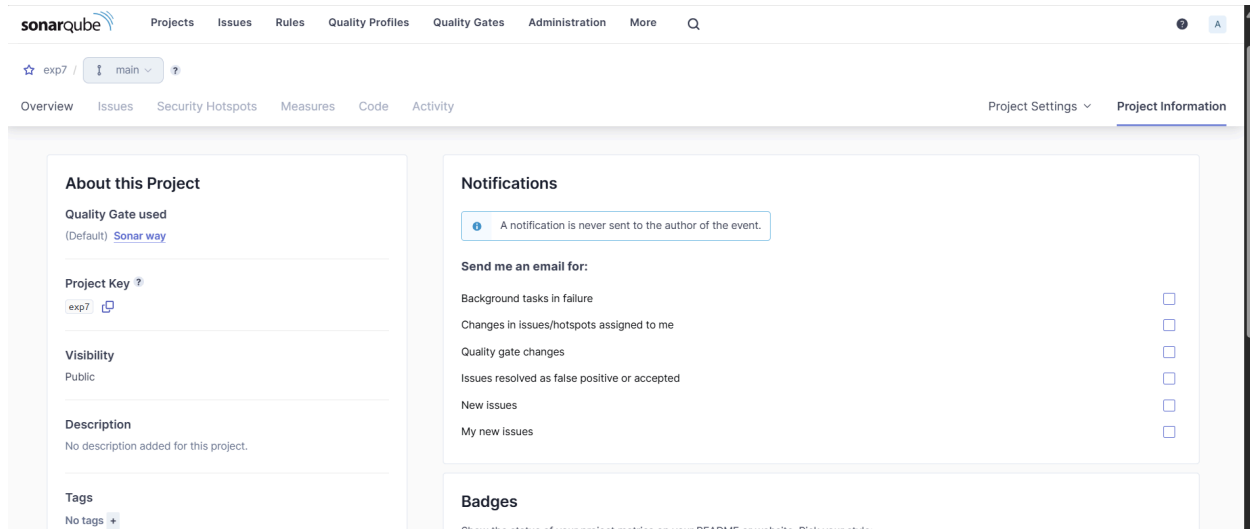 sonarqube Projects Issues Rules Quality Profiles Quality Gates Administration More ? A
exp7 / main ?
Overview Issues Security Hotspots Measures Code Activity Project Settings Project Information
About this Project
Quality Gate used
(Default) Sonar way
Project Key ?
exp7
Visibility
Public
Description
No description added for this project.
Tags
No tags +
Notifications
A notification is never sent to the author of the event.
Send me an email for:
Background tasks in failure
Changes in issues/hotspots assigned to me
Quality gate changes
Issues resolved as false positive or accepted
New issues
My new issues
Badges